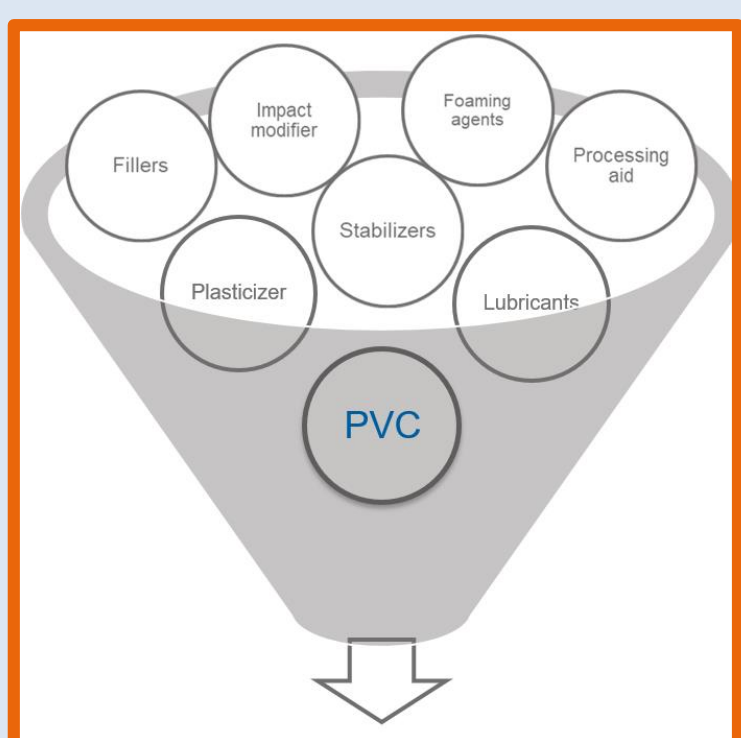 Impact
modifier
Foaming
agents
Fillers
Processing
aid
Stabilizers
Plasticizer
Lubricants
PVC